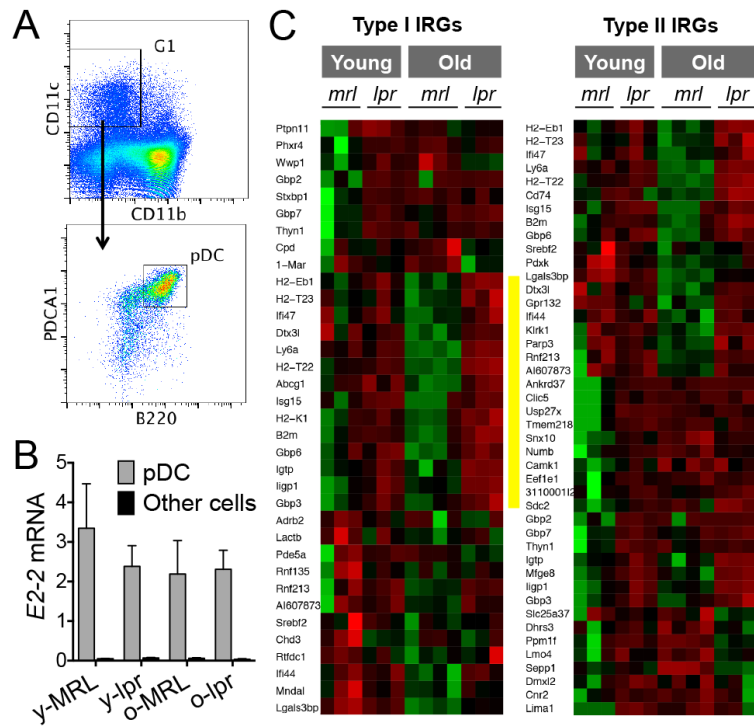 A
G1
CD11c
CD11b
pDC
PDCA1
B220
B
5
4
3
2
1
0
E2-2 mRNA
pDC
Other cells
y-MRL
y-lpr
o-MRL
o-lpr
C
Type I IRGs
Young Old
mrl lpr mrl lpr
Ptpn11
Phxr4
Wwp1
Gbp2
Stxbp1
Gbp7
Thyn1
Cpd
1-Mar
H2-Eb1
H2-T23
Ifi47
Dtx3l
Ly6a
H2-T22
Abcg1
Isg15
H2-K1
B2m
Gbp6
Igtp
Iigp1
Gbp3
Adrb2
Lactb
Pde5a
Rnf135
Rnf213
AI607873
Srebf2
Chd3
Rtfdc1
Ifi44
Mndal
Lgals3bp
Type II IRGs
Young Old
mrl lpr mrl lpr
H2-Eb1
H2-T23
Ifi47
Ly6a
H2-T22
Cd74
Isg15
B2m
Gbp6
Srebf2
Pdxk
Lgals3bp
Dtx3l
Gpr132
Ifi44
Klrk1
Parp3
Rnf213
AI607873
Ankrd37
Clic5
Usp27x
Tmem218
Snx10
Numb
Camk1
Eef1e1
Sdc2
Gbp2
Gbp7
Thyn1
Igtp
Mfge8
Iigp1
Gbp3
Slc25a37
Dhrs3
Ppm1f
Lmo4
Sepp1
Dmxl2
Cnr2
Lima1